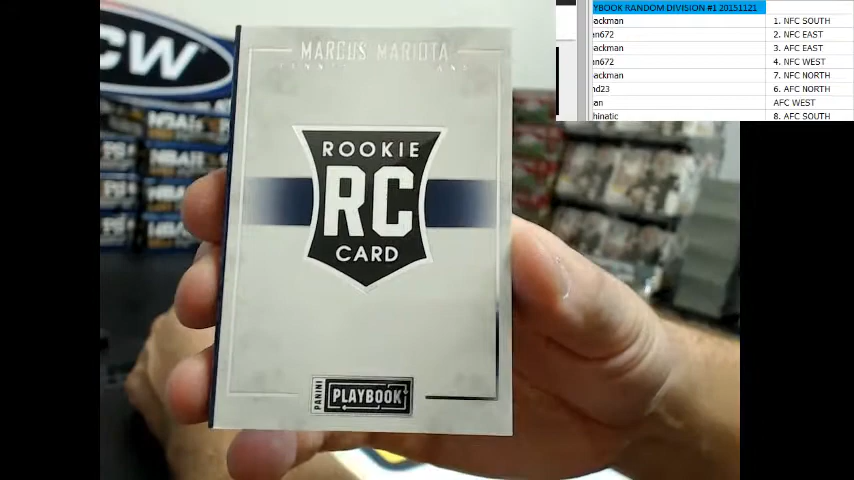 YBOOK RANDOM DIVISION #1 20151121
ackman 1. NFC SOUTH
n672 2. NFC EAST
ackman 3. AFC EAST
n672 4. NFC WEST
ackman 7. NFC NORTH
nd23 6. AFC NORTH
an AFC WEST
hinatic 8. AFC SOUTH
CW
MARCUS MARIOTA
ROOKIE
RC
CARD
PANINI
PLAYBOOK